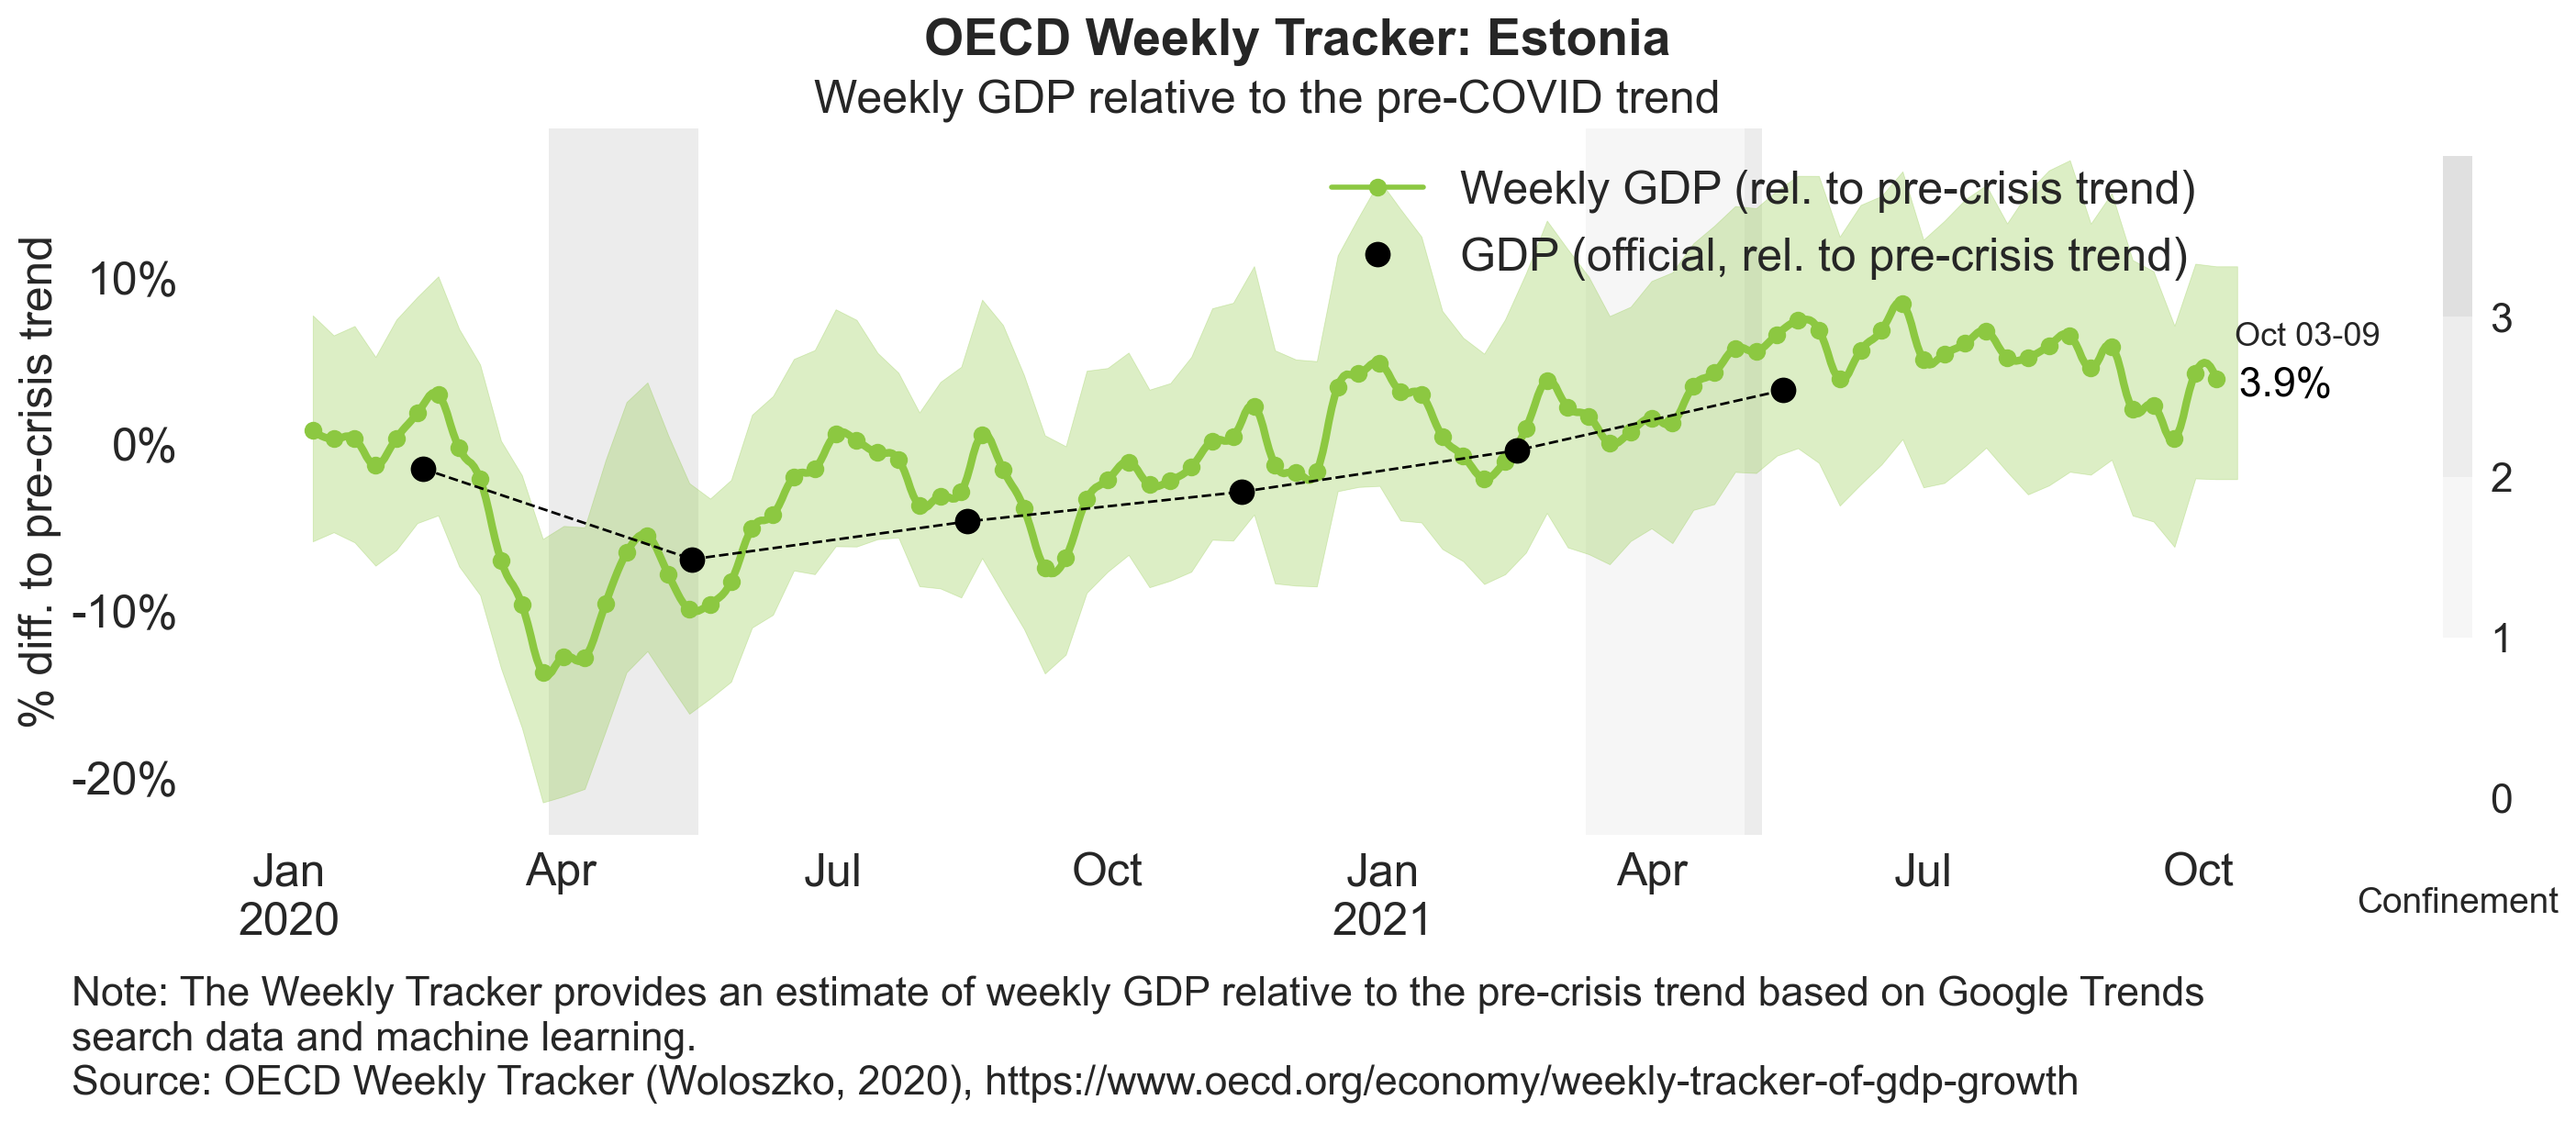 OECD Weekly Tracker: Estonia
Weekly GDP relative to the pre-COVID trend
Weekly GDP (rel. to pre-crisis trend)
GDP (official, rel. to pre-crisis trend)
% diff. to pre-crisis trend
10%
0%
-10%
-20%
Oct 03-09
3.9%
3
2
1
0
Confinement
Jan Apr Jul Oct Jan Apr Jul Oct
2020 2021
Note: The Weekly Tracker provides an estimate of weekly GDP relative to the pre-crisis trend based on Google Trends
search data and machine learning.
Source: OECD Weekly Tracker (Woloszko, 2020), https://www.oecd.org/economy/weekly-tracker-of-gdp-growth